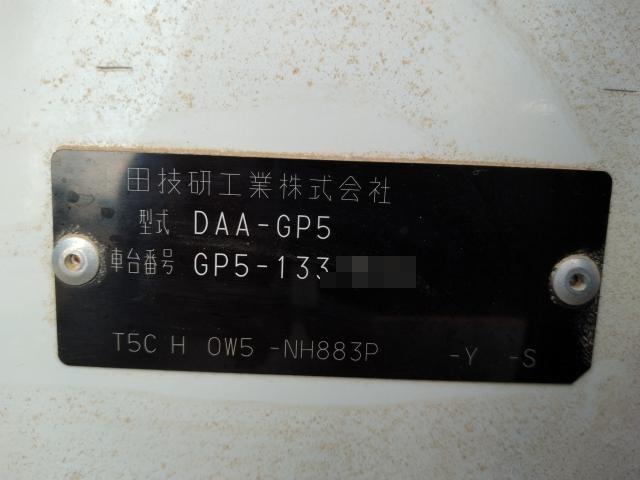 田技研工業株式会社
型式 DAA-GP5
車台番号 GP5-133
T5C H OW5 -NH883P -Y -S